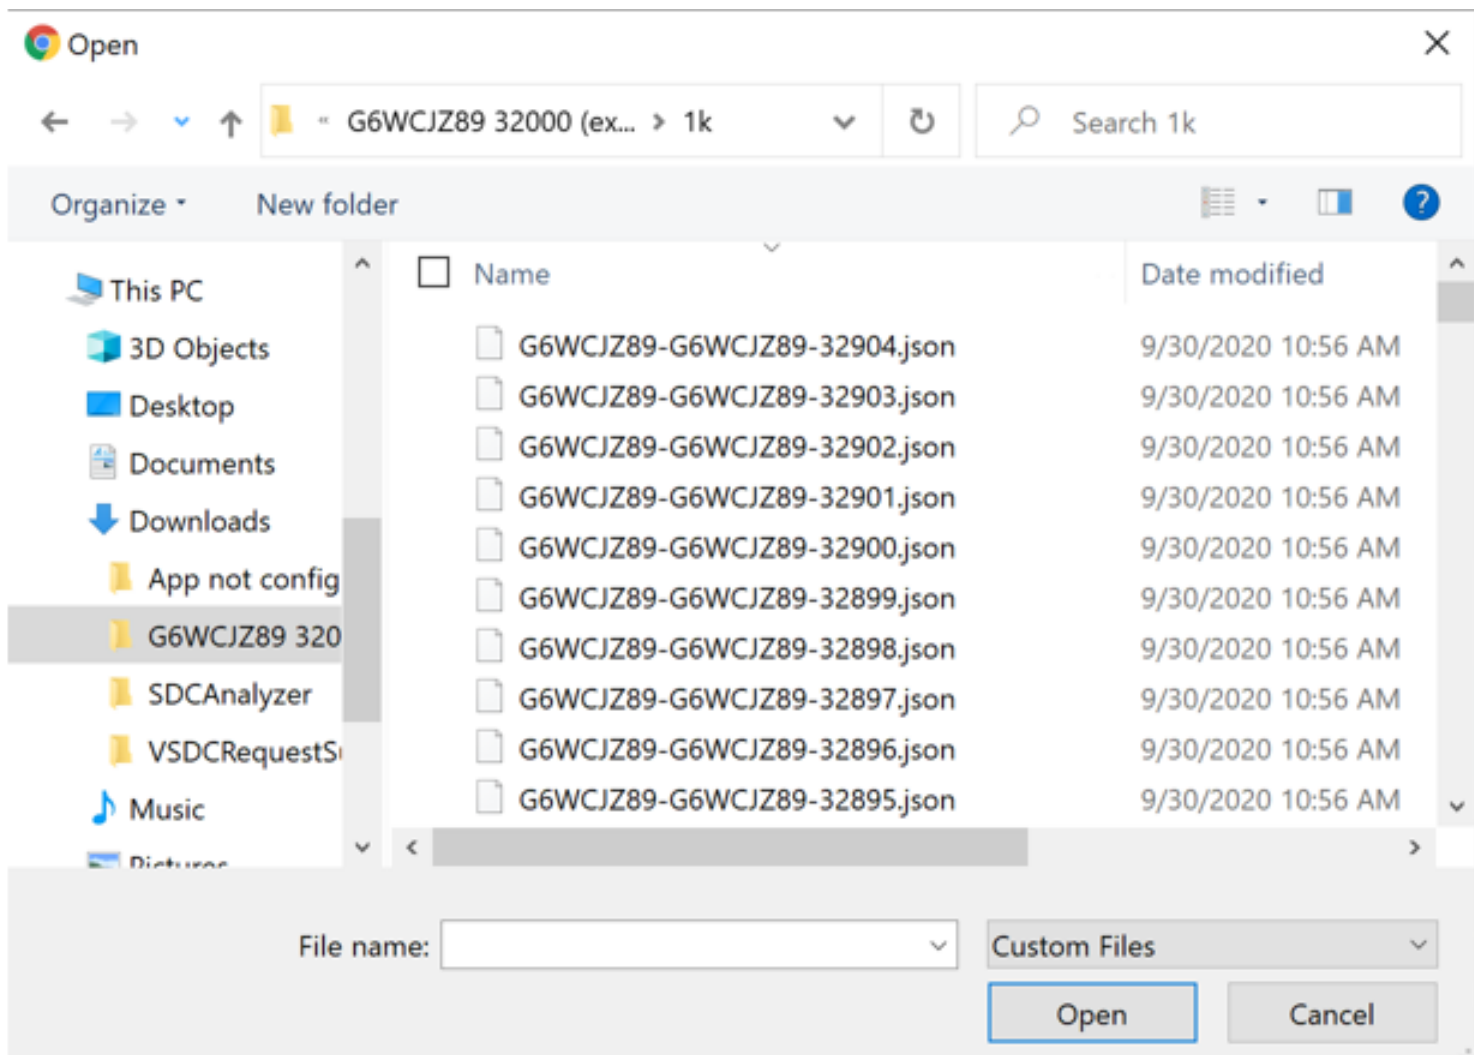 Open
« G6WCJZ89 32000 (ex... > 1k
Search 1k
Organize
New folder
This PC
3D Objects
Desktop
Documents
Downloads
App not config
G6WCJZ89 320
SDCAnalyzer
VSDCRequestS
Music
Pictures
Name
Date modified
G6WCJZ89-G6WCJZ89-32904.json 9/30/2020 10:56 AM
G6WCJZ89-G6WCJZ89-32903.json 9/30/2020 10:56 AM
G6WCJZ89-G6WCJZ89-32902.json 9/30/2020 10:56 AM
G6WCJZ89-G6WCJZ89-32901.json 9/30/2020 10:56 AM
G6WCJZ89-G6WCJZ89-32900.json 9/30/2020 10:56 AM
G6WCJZ89-G6WCJZ89-32899.json 9/30/2020 10:56 AM
G6WCJZ89-G6WCJZ89-32898.json 9/30/2020 10:56 AM
G6WCJZ89-G6WCJZ89-32897.json 9/30/2020 10:56 AM
G6WCJZ89-G6WCJZ89-32896.json 9/30/2020 10:56 AM
G6WCJZ89-G6WCJZ89-32895.json 9/30/2020 10:56 AM
File name:
Custom Files
Open
Cancel